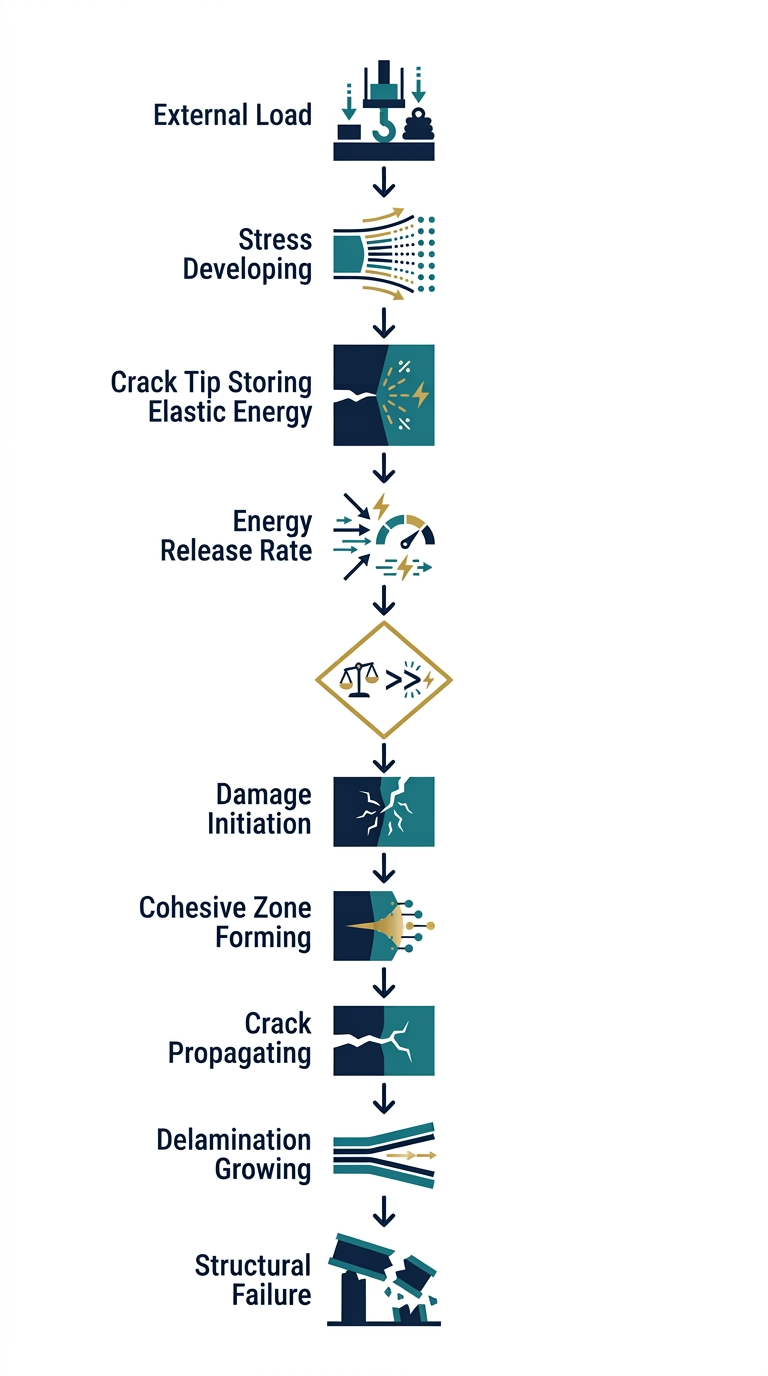 External Load
Stress
Developing
Crack Tip Storing
Elastic Energy
%
%
Energy
Release Rate
>>
Damage
Initiation
Cohesive Zone
Forming
Crack
Propagating
Delamination
Growing
Structural
Failure